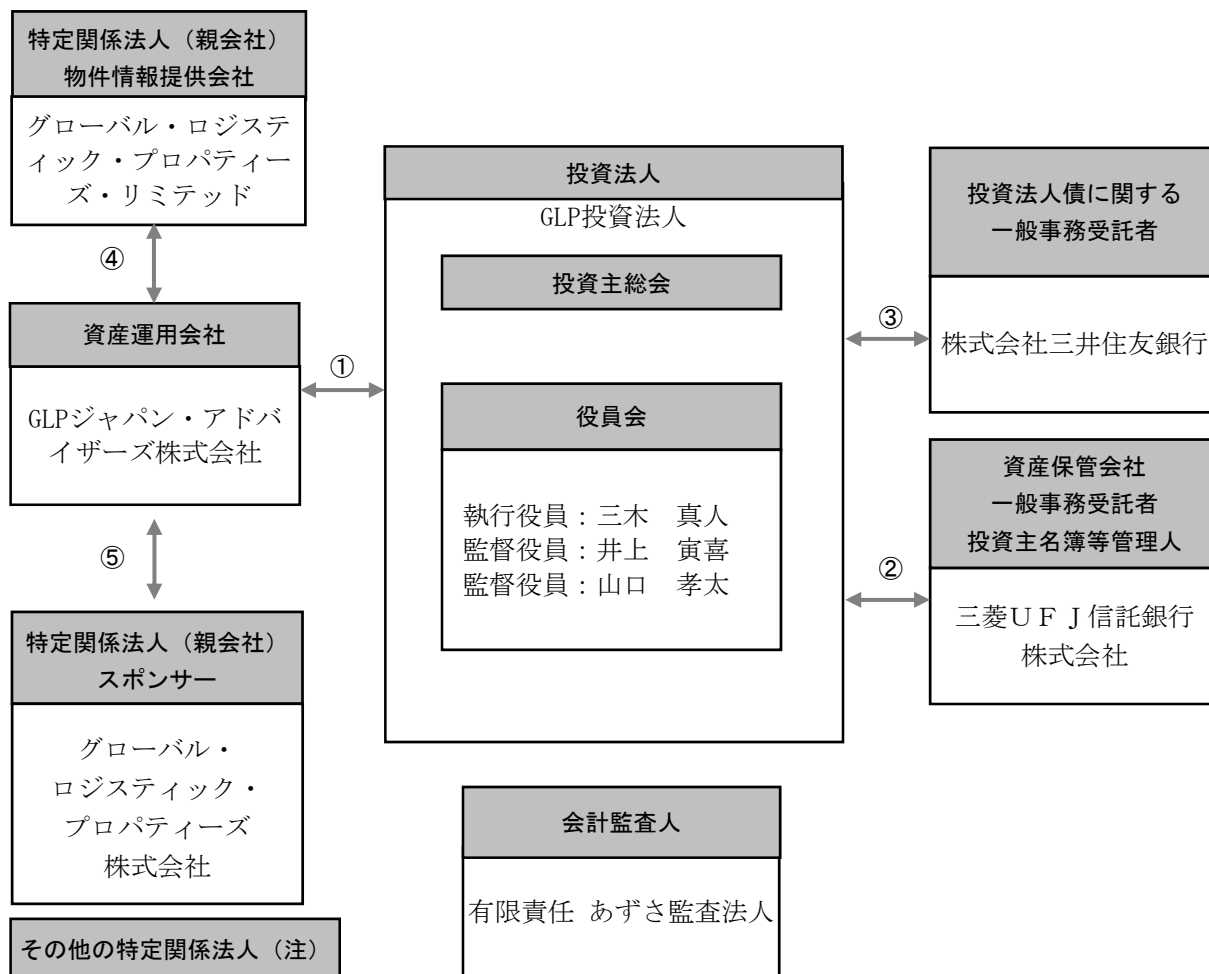 特定関係法人（親会社）
物件情報提供会社
グローバル・ロジステ
ィック・プロパティー
ズ・リミテッド
④
資産運用会社
GLPジャパン・アドバ
イザーズ株式会社
①
⑤
特定関係法人（親会社）
スポンサー
グローバル・
ロジスティック・
プロパティーズ
株式会社
その他の特定関係法人（注）
投資法人
GLP投資法人
投資主総会
役員会
執行役員：三木　真人
監督役員：井上　寅喜
監督役員：山口　孝太
会計監査人
有限責任 あずさ監査法人
③
投資法人債に関する
一般事務受託者
株式会社三井住友銀行
②
資産保管会社
一般事務受託者
投資主名簿等管理人
三菱ＵＦＪ信託銀行
株式会社